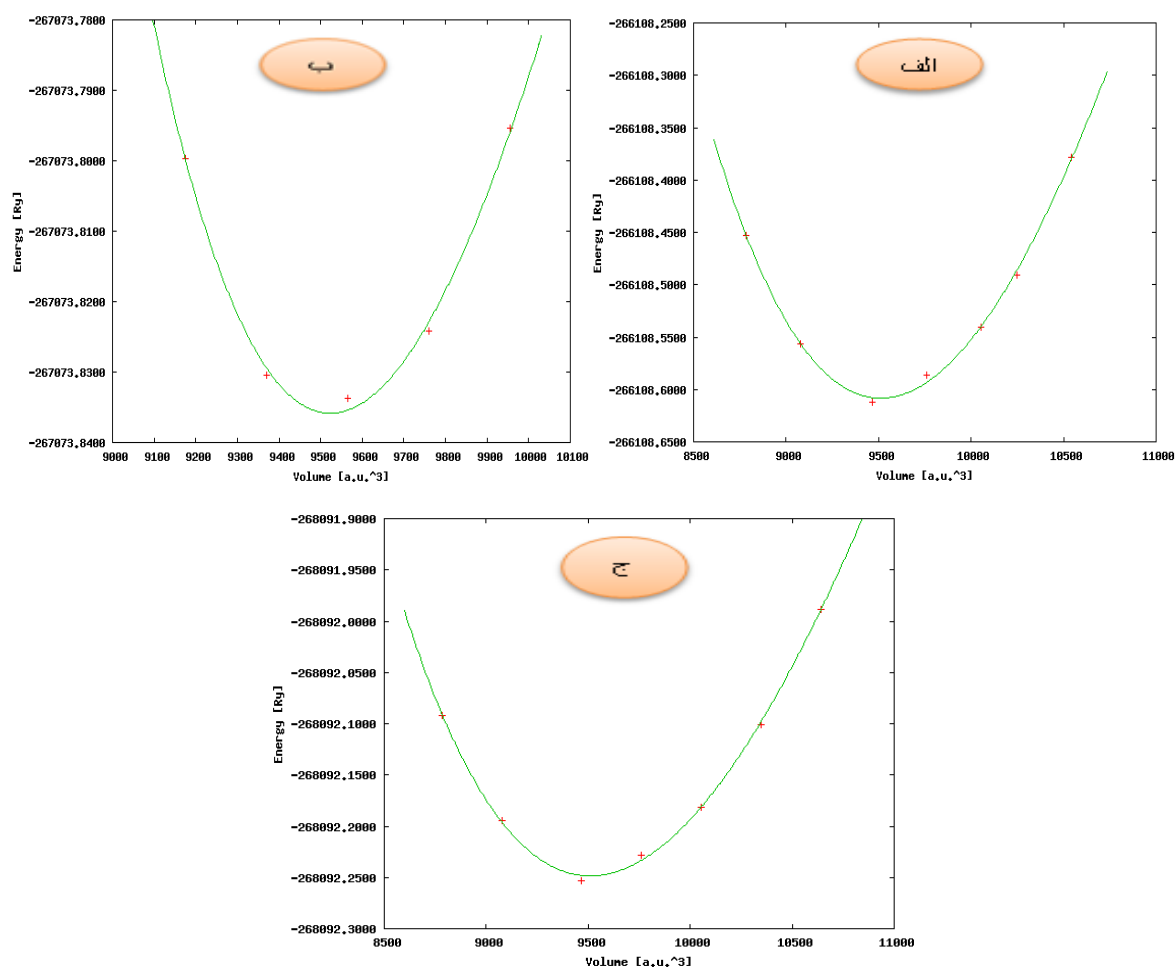 ب
-267073.7800
-267073.7900
-267073.8000
-267073.8100
-267073.8200
-267073.8300
-267073.8400
Energy [Ry]
9000 9100 9200 9300 9400 9500 9600 9700 9800 9900 10000 10100
Volume [a.u.^3]
الف
-266108.2500
-266108.3000
-266108.3500
-266108.4000
-266108.4500
-266108.5000
-266108.5500
-266108.6000
-266108.6500
Energy [Ry]
8500 9000 9500 10000 10500 11000
Volume [a.u.^3]
ج
-268091.9000
-268091.9500
-268092.0000
-268092.0500
-268092.1000
-268092.1500
-268092.2000
-268092.2500
-268092.3000
Energy [Ry]
8500 9000 9500 10000 10500 11000
Volume [a.u.^3]